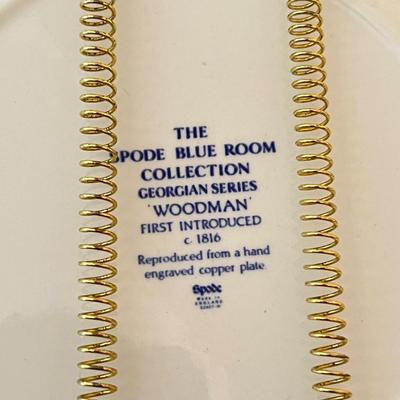 THE
SPODE BLUE ROOM
COLLECTION
GEORGIAN SERIES
'WOODMAN'
FIRST INTRODUCED
c. 1816
Reproduced from a hand
engraved copper plate.
Spode
Made in
ENGLAND